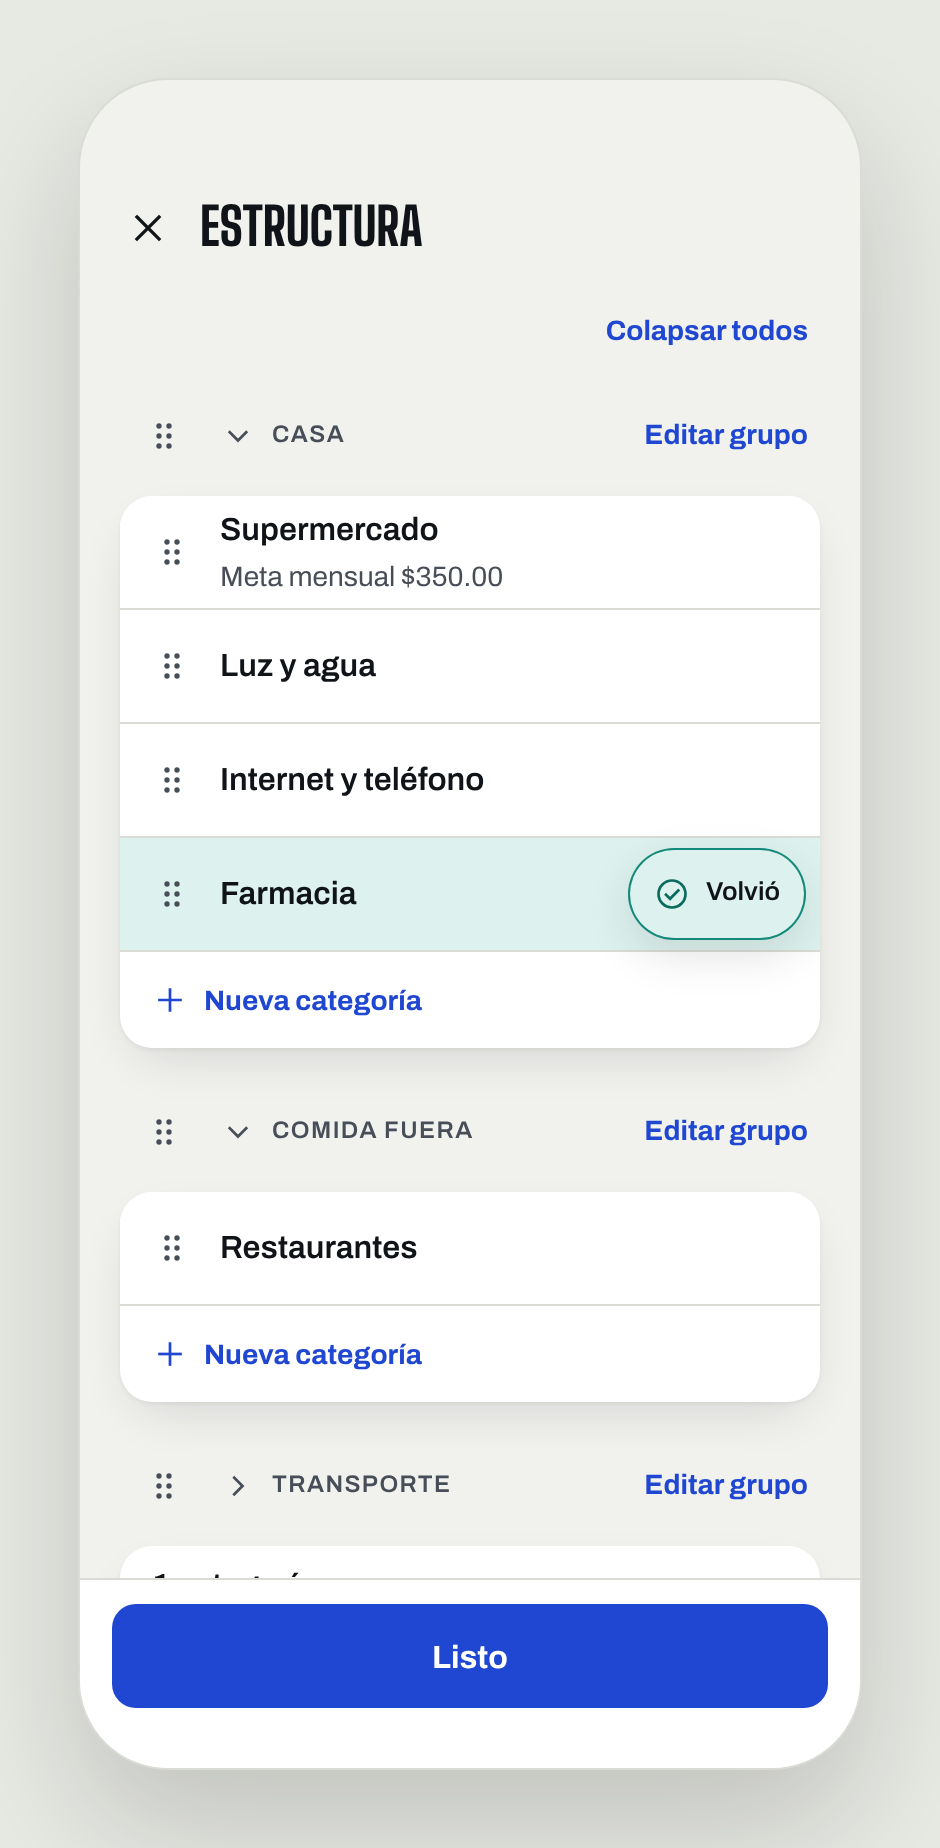 ESTRUCTURA
Colapsar todos
CASA
Editar grupo
Supermercado
Meta mensual $350.00
Luz y agua
Internet y teléfono
Farmacia
Volvió
Nueva categoría
COMIDA FUERA
Editar grupo
Restaurantes
Nueva categoría
TRANSPORTE
Editar grupo
Listo